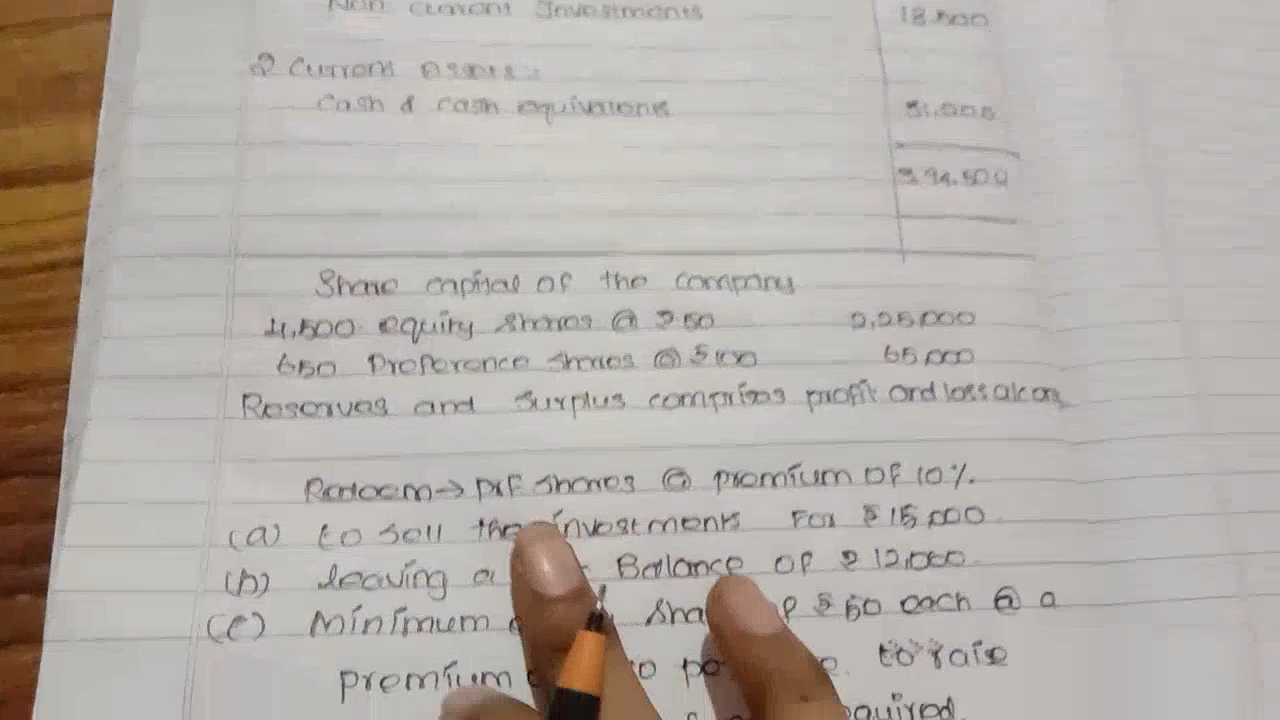 Non current Investments 18,500
2) Current assets:
Cash & cash equivalents 31,000
3,94,500
Share capital of the company
4,500 equity shares @ ₹50 2,25,000
650 Preference shares @ ₹100 65,000
Reserves and Surplus comprises profit and loss a/c only
Redeem → Prf shares @ premium of 10%.
(a) to sell the investments For ₹15,000
(b) leaving a Balance of ₹12,000
(c) Minimum ₹50 each @ a
premium to raise
required.